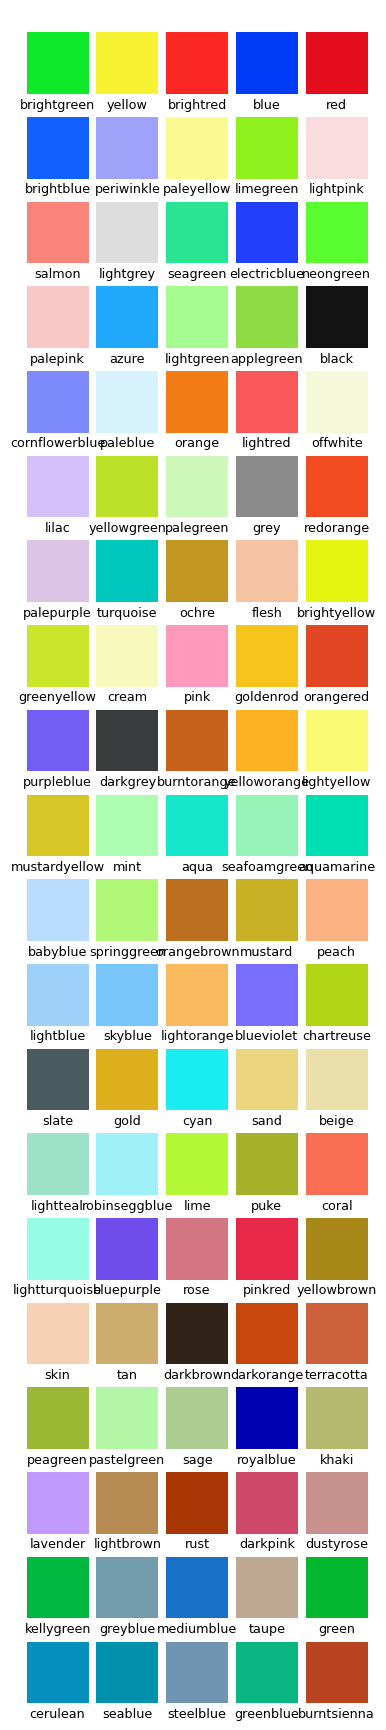 brightgreen yellow brightred blue red
brightblue periwinkle paleyellow limegreen lightpink
salmon lightgrey seagreen electricblue neongreen
palepink azure lightgreen applegreen black
cornflowerblue paleblue orange lightred offwhite
lilac yellowgreen palegreen grey redorange
palepurple turquoise ochre flesh brightyellow
greenyellow cream pink goldenrod orangered
purpleblue darkgrey burntorange yelloworange lightyellow
mustardyellow mint aqua seafoamgreen aquamarine
babyblue springgreen orangebrown mustard peach
lightblue skyblue lightorange blueviolet chartreuse
slate gold cyan sand beige
lightteal robinseggblue lime puke coral
lightturquoise bluepurple rose pinkred yellowbrown
skin tan darkbrown darkorange terracotta
peagreen pastelgreen sage royalblue khaki
lavender lightbrown rust darkpink dustyrose
kellygreen greyblue mediumblue taupe green
cerulean seablue steelblue greenblue burntsienna